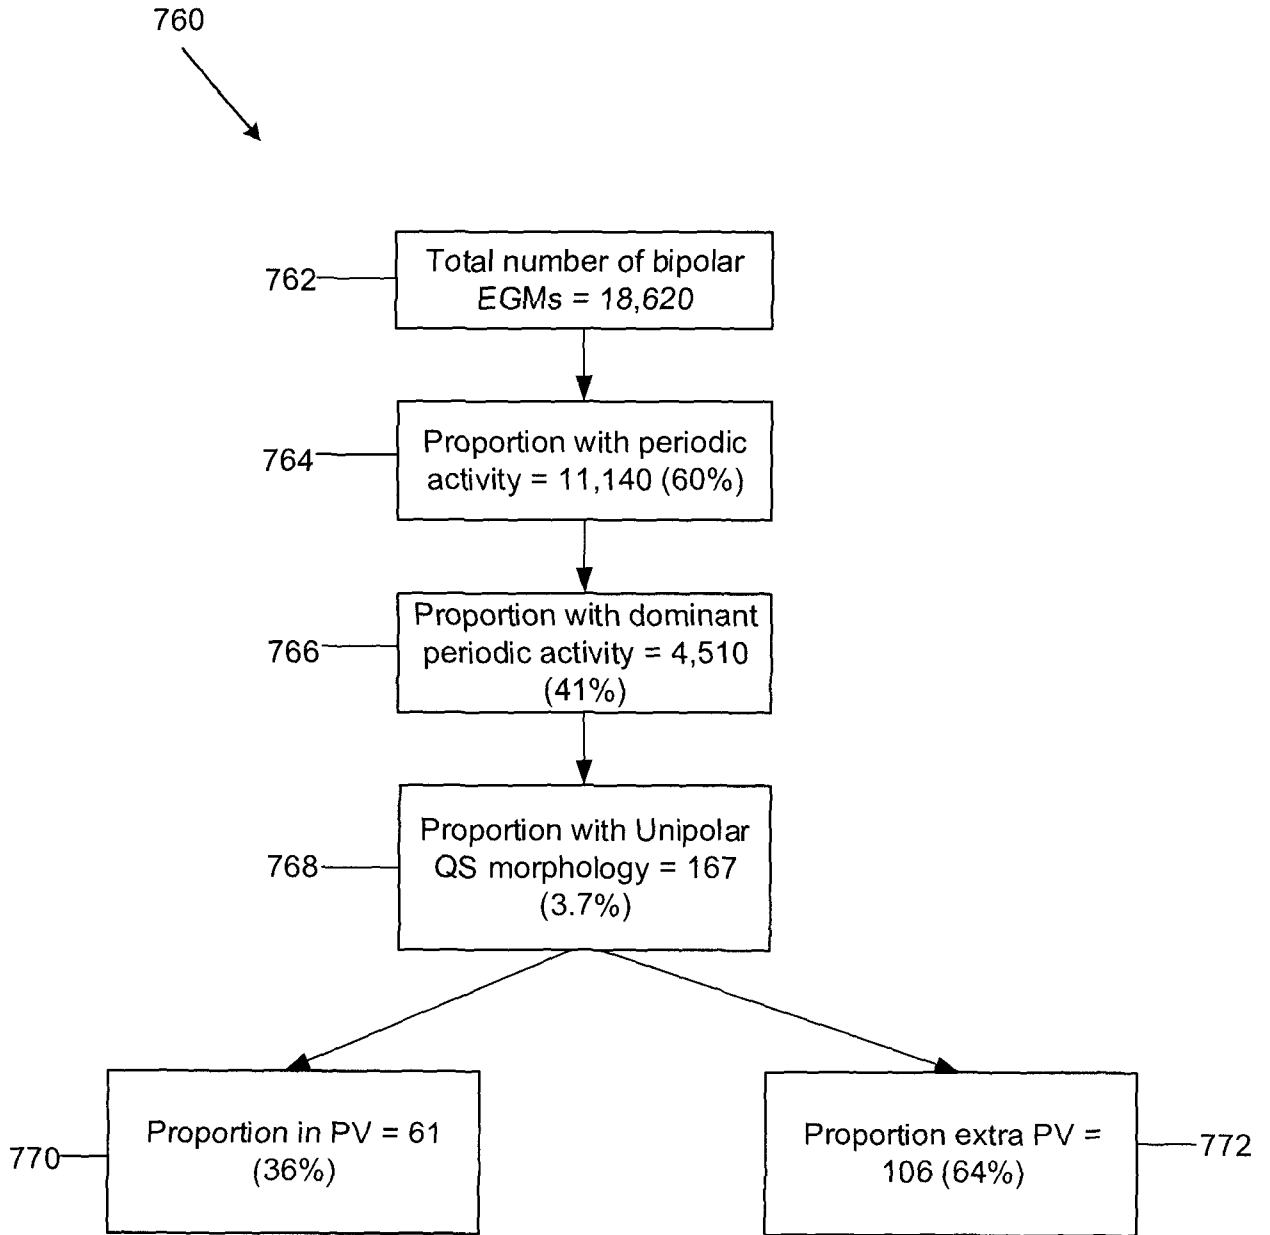 760
762
Total number of bipolar
EGMs = 18,620
764
Proportion with periodic
activity = 11,140 (60%)
766
Proportion with dominant
periodic activity = 4,510
(41%)
768
Proportion with Unipolar
QS morphology = 167
(3.7%)
770
Proportion in PV = 61
(36%)
Proportion extra PV =
106 (64%)
772